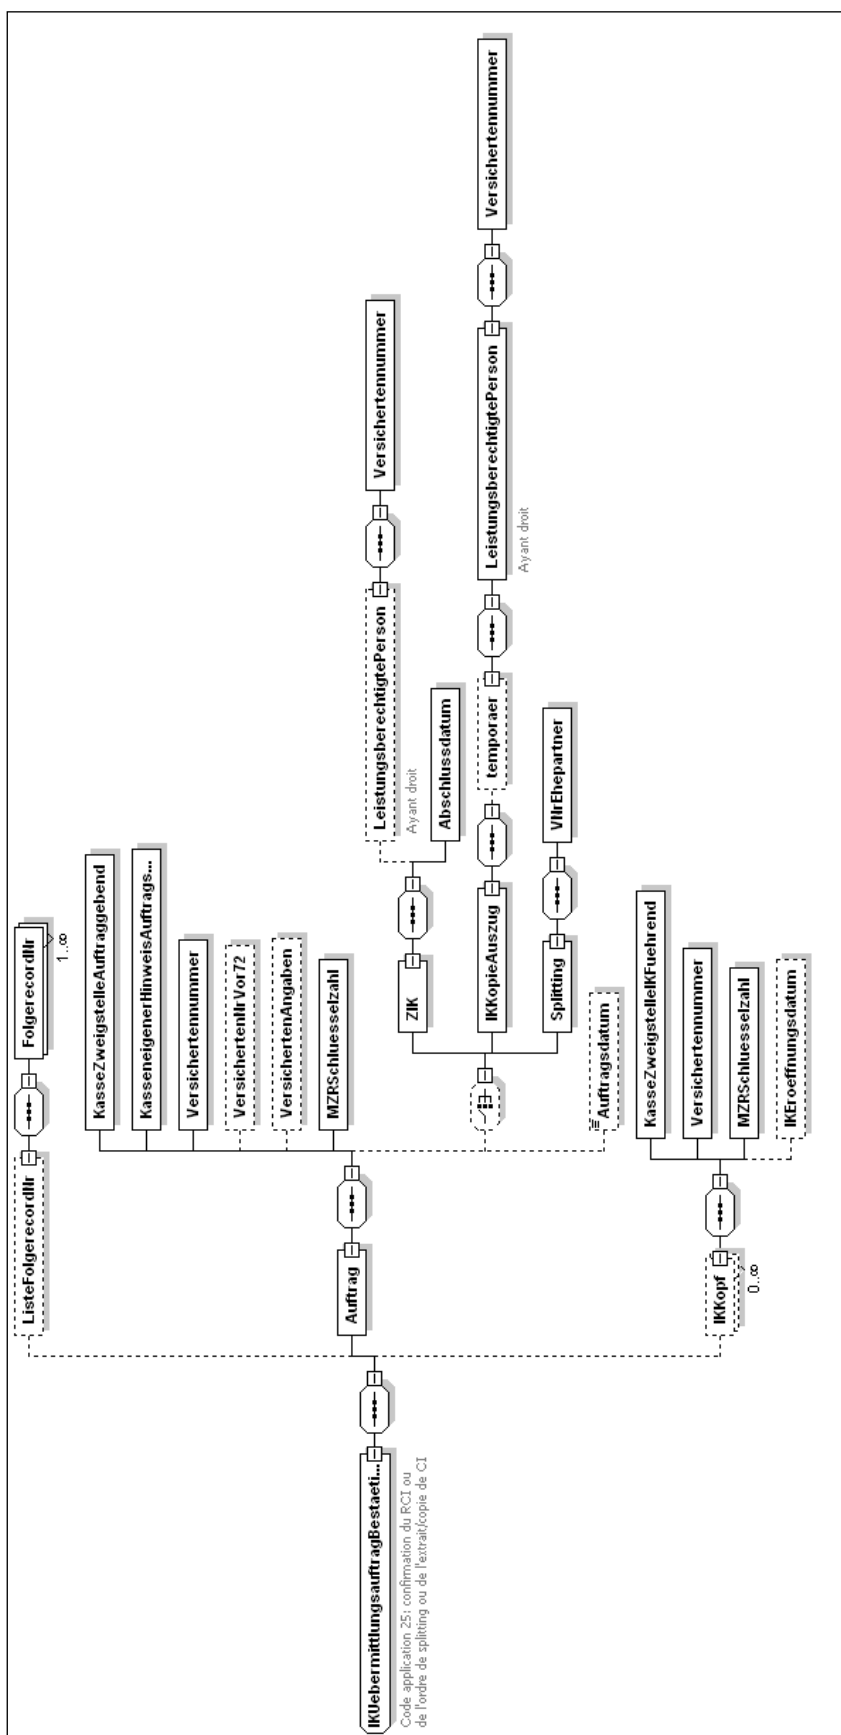 IKUebermittlungsauftragBestaeti...
Code application 25: confirmation du RCI ou
de l'ordre de splitting ou de l'extrait/copie de CI
ListeFolgerecordNr
FolgerecordNr
1..∞
Auftrag
KasseZweigstelleAuftraggebend
KasseneigenerHinweisAuftrags...
Versichertennummer
VersichertenNrVor72
VersichertenAngaben
MZRSchluesselzahl
ZIK
LeistungsberechtigtePerson
Ayant droit
Versichertennummer
Abschlussdatum
IKKopieAuszug
temporaer
LeistungsberechtigtePerson
Ayant droit
Versichertennummer
Splitting
VNrEhepartner
Auftragsdatum
IKKopf
0..∞
KasseZweigstelleIKFuehrend
Versichertennummer
MZRSchluesselzahl
IKEroeffnungsdatum